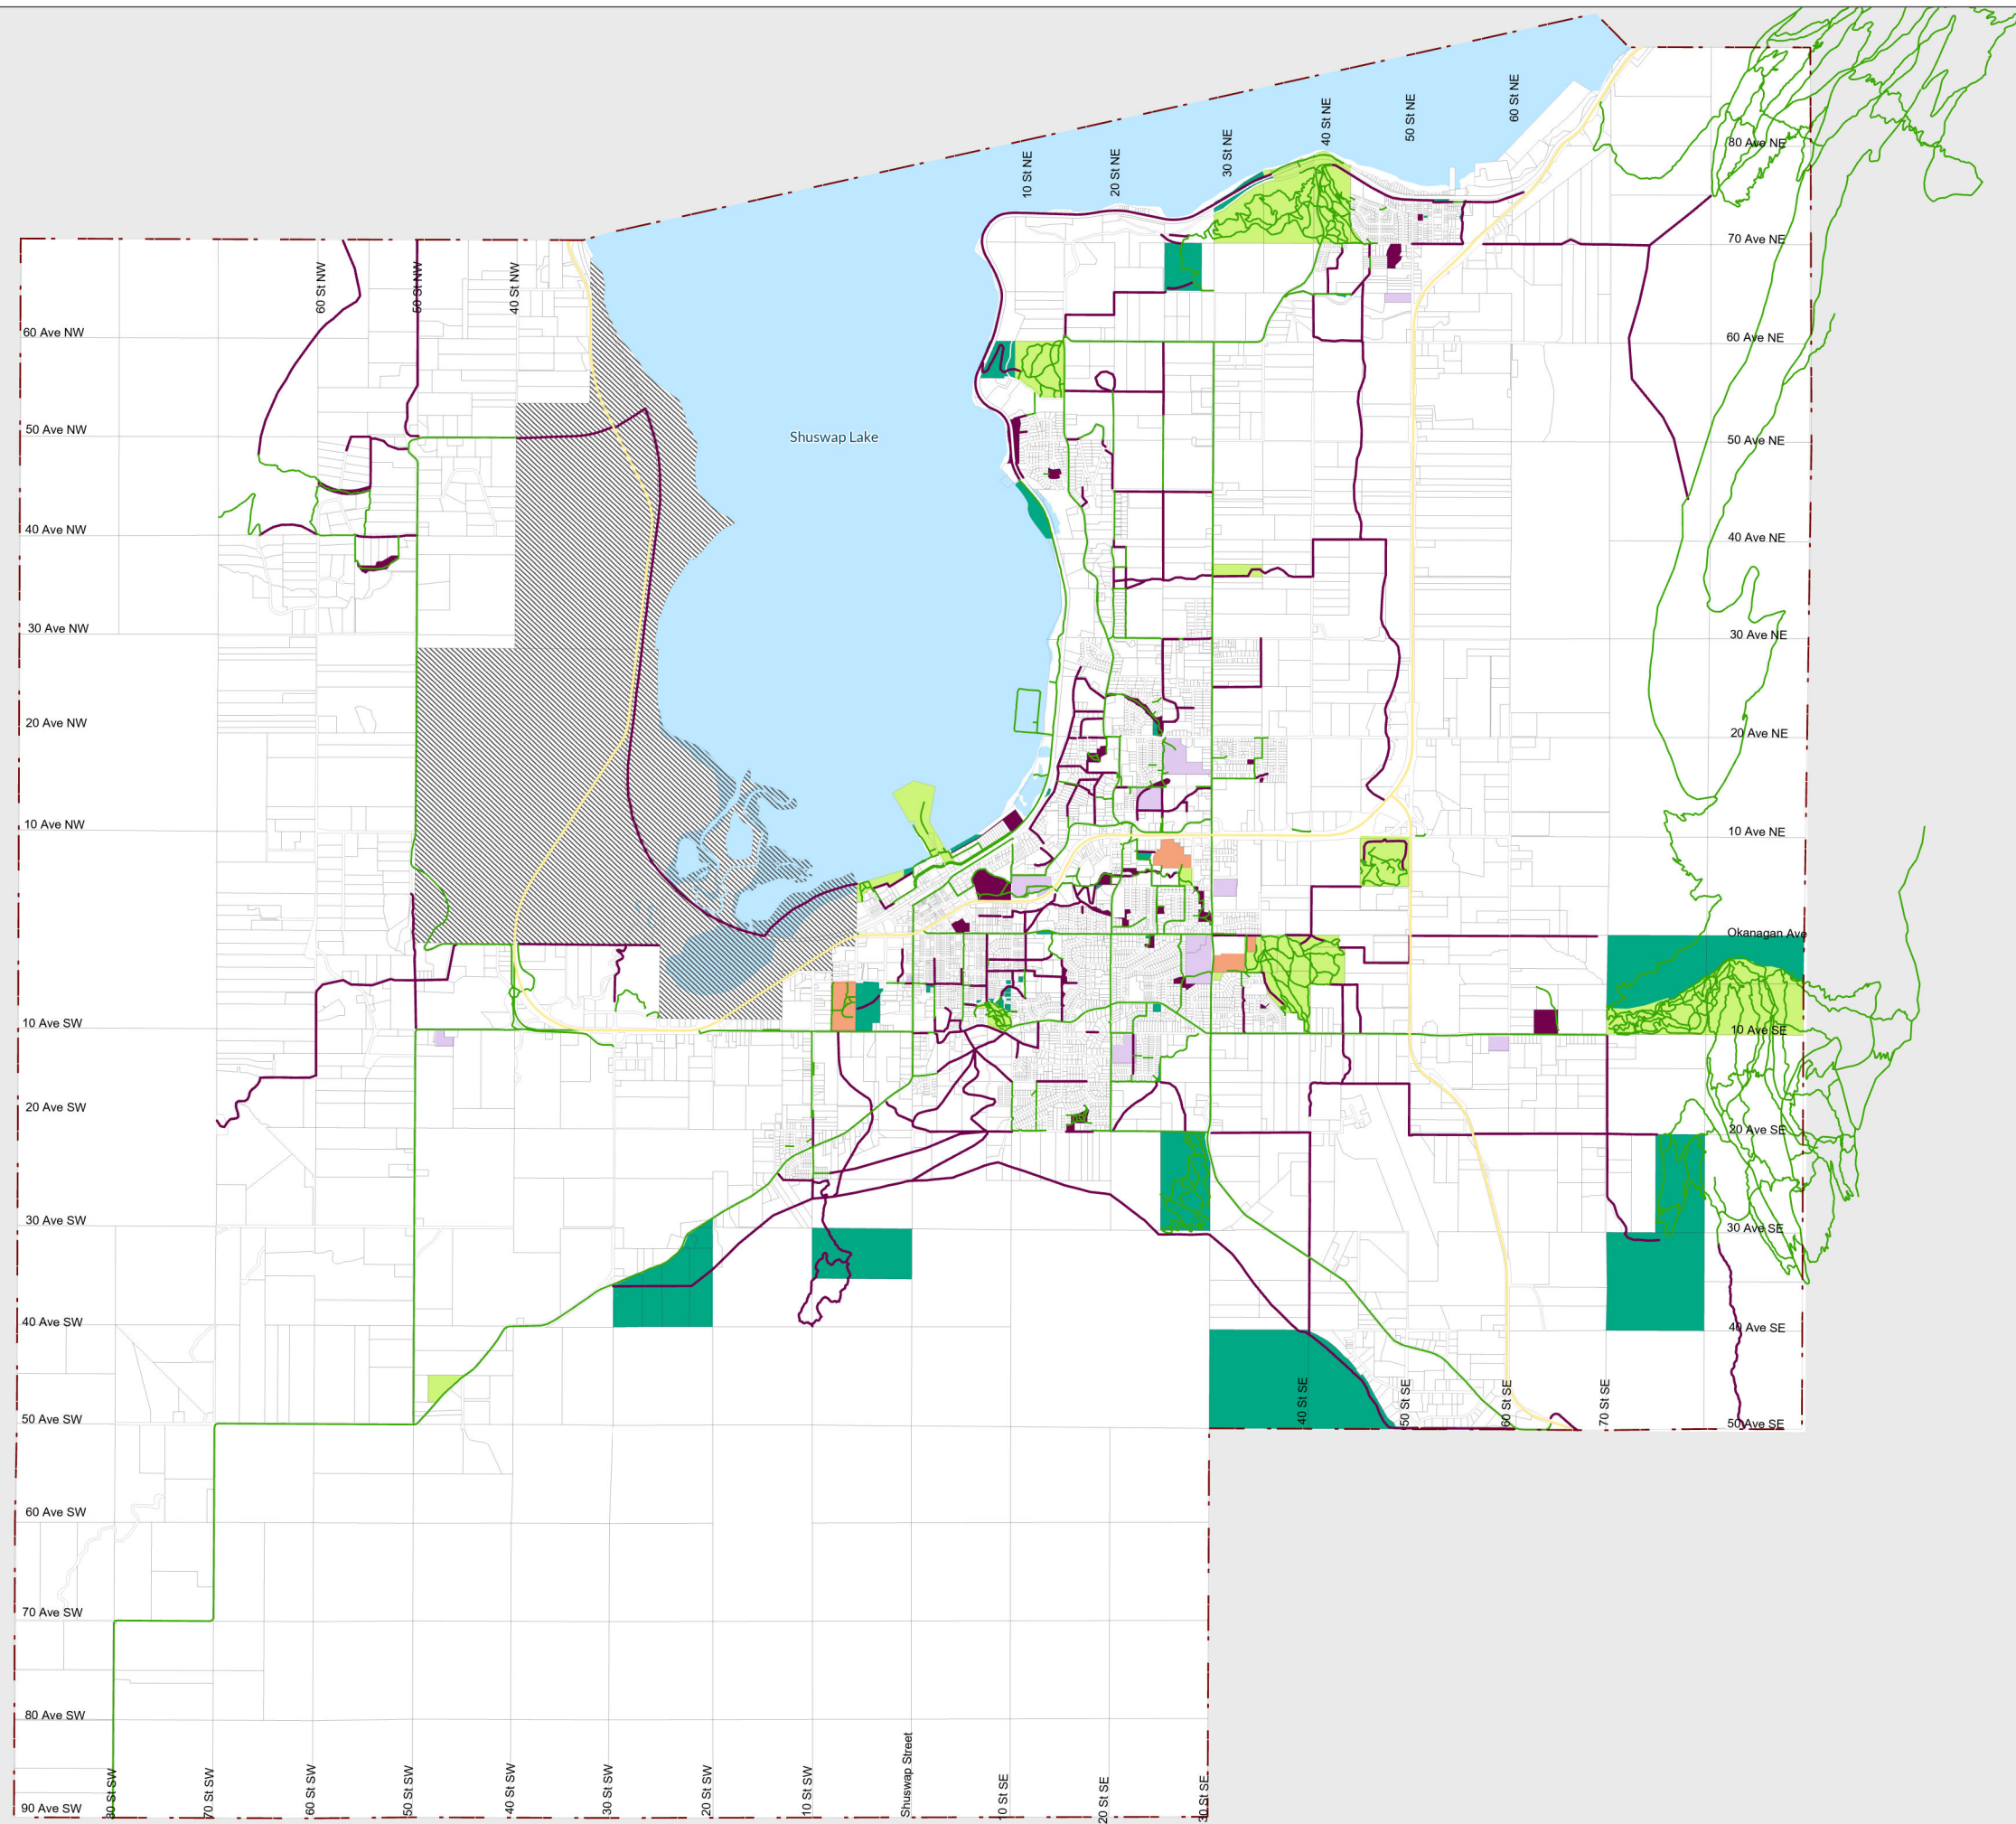 60 St NE
50 St NE
40 St NE
30 St NE
20 St NE
10 St NE
80 Ave NE
70 Ave NE
60 St NW
50 St NW
40 St NW
60 Ave NW
60 Ave NE
50 Ave NW
Shuswap Lake
50 Ave NE
40 Ave NW
40 Ave NE
30 Ave NW
30 Ave NE
20 Ave NW
20 Ave NE
10 Ave NW
10 Ave NE
Okanagan Ave
10 Ave SW
10 Ave SE
20 Ave SW
20 Ave SE
30 Ave SW
30 Ave SE
40 Ave SW
40 Ave SE
40 St SE
50 St SE
60 St SE
70 St SE
50 Ave SW
50 Ave SE
60 Ave SW
70 Ave SW
80 Ave SW
80 St SW
70 St SW
60 St SW
50 St SW
40 St SW
30 St SW
20 St SW
10 St SW
Shuswap Street
10 St SE
20 St SE
30 St SE
90 Ave SW